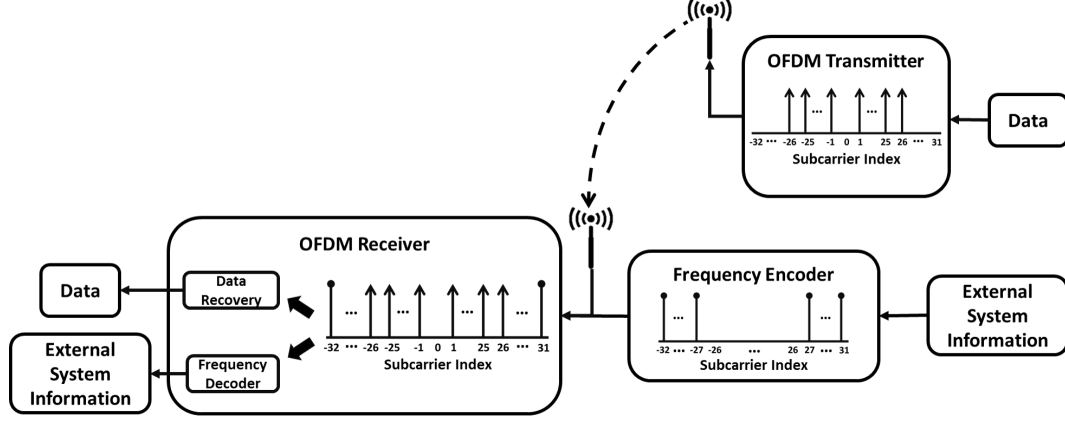 OFDM Transmitter
... ...
-32 ... -26 -25 -1 0 1 25 26 ... 31
Subcarrier Index
Data
OFDM Receiver
Data
Recovery
Data
... ... ... ...
-32 ... -26 -25 -1 0 1 25 26 ... 31
Subcarrier Index
Frequency
Decoder
External
System
Information
Frequency Encoder
... ...
-32 ... -27 -26 ... 26 27 ... 31
Subcarrier Index
External
System
Information